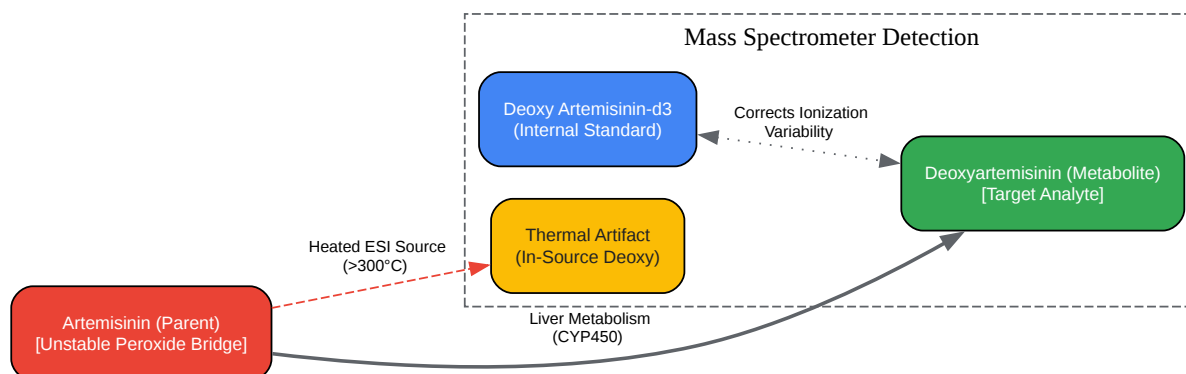 Mass Spectrometer Detection
Deoxy Artemisinin-d3
(Internal Standard)
Corrects Ionization
Variability
Deoxyartemisinin (Metabolite)
[Target Analyte]
Thermal Artifact
(In-Source Deoxy)
Heated ESI Source
(>300°C)
Artemisinin (Parent)
[Unstable Peroxide Bridge]
Liver Metabolism
(CYP450)